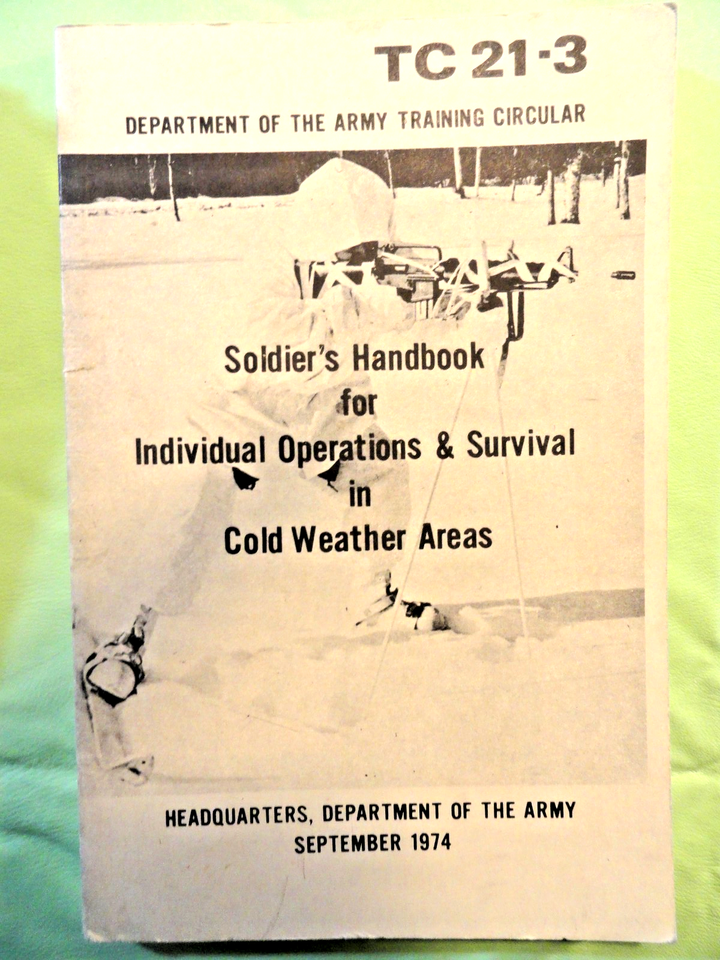 TC 21-3
DEPARTMENT OF THE ARMY TRAINING CIRCULAR
Soldier's Handbook
for
Individual Operations & Survival
in
Cold Weather Areas
HEADQUARTERS, DEPARTMENT OF THE ARMY
SEPTEMBER 1974